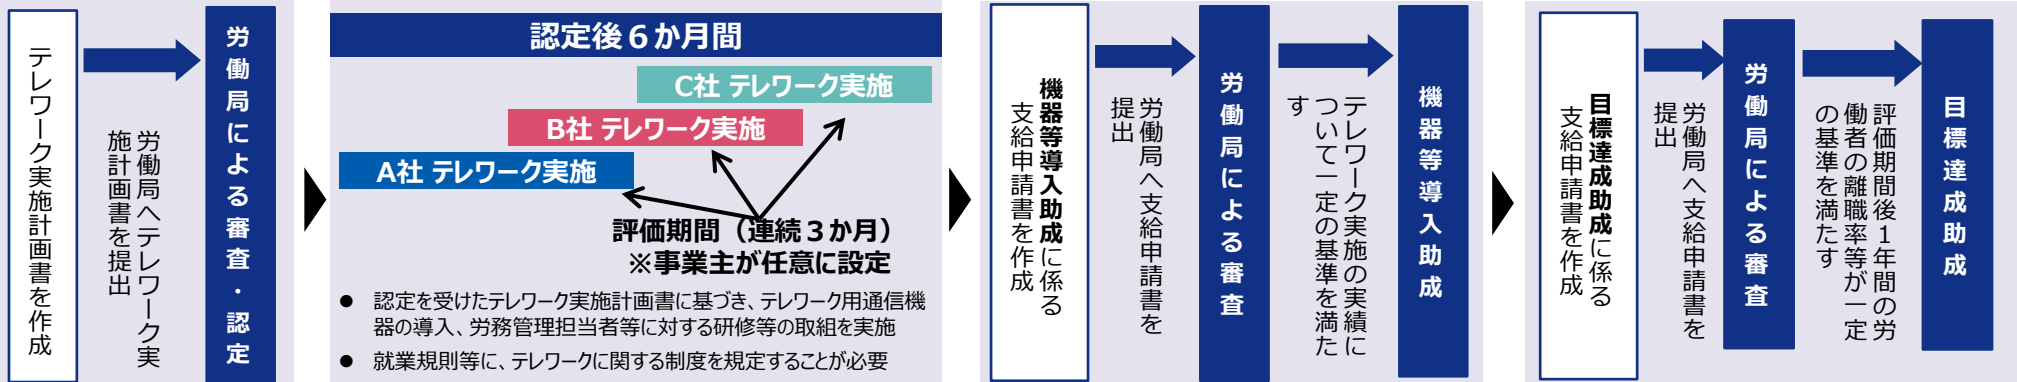 テレワーク実施計画書を作成
労働局へテレワーク実
施計画書を提出
労働局による審査・認定
認定後６か月間
C社 テレワーク実施
B社 テレワーク実施
A社 テレワーク実施
評価期間（連続３か月）
※事業主が任意に設定
● 認定を受けたテレワーク実施計画書に基づき、テレワーク用通信機
器の導入、労務管理担当者等に対する研修等の取組を実施
● 就業規則等に、テレワークに関する制度を規定することが必要
機器等導入助成に係る
支給申請書を作成
労働局へ支給申請書を
提出
労働局による審査
テレワーク実施の実績に
ついて一定の基準を満た
す
機器等導入助成
目標達成助成に係る
支給申請書を作成
労働局へ支給申請書を
提出
労働局による審査
評価期間後１年間の労
働者の離職率等が一定
の基準を満たす
目標達成助成